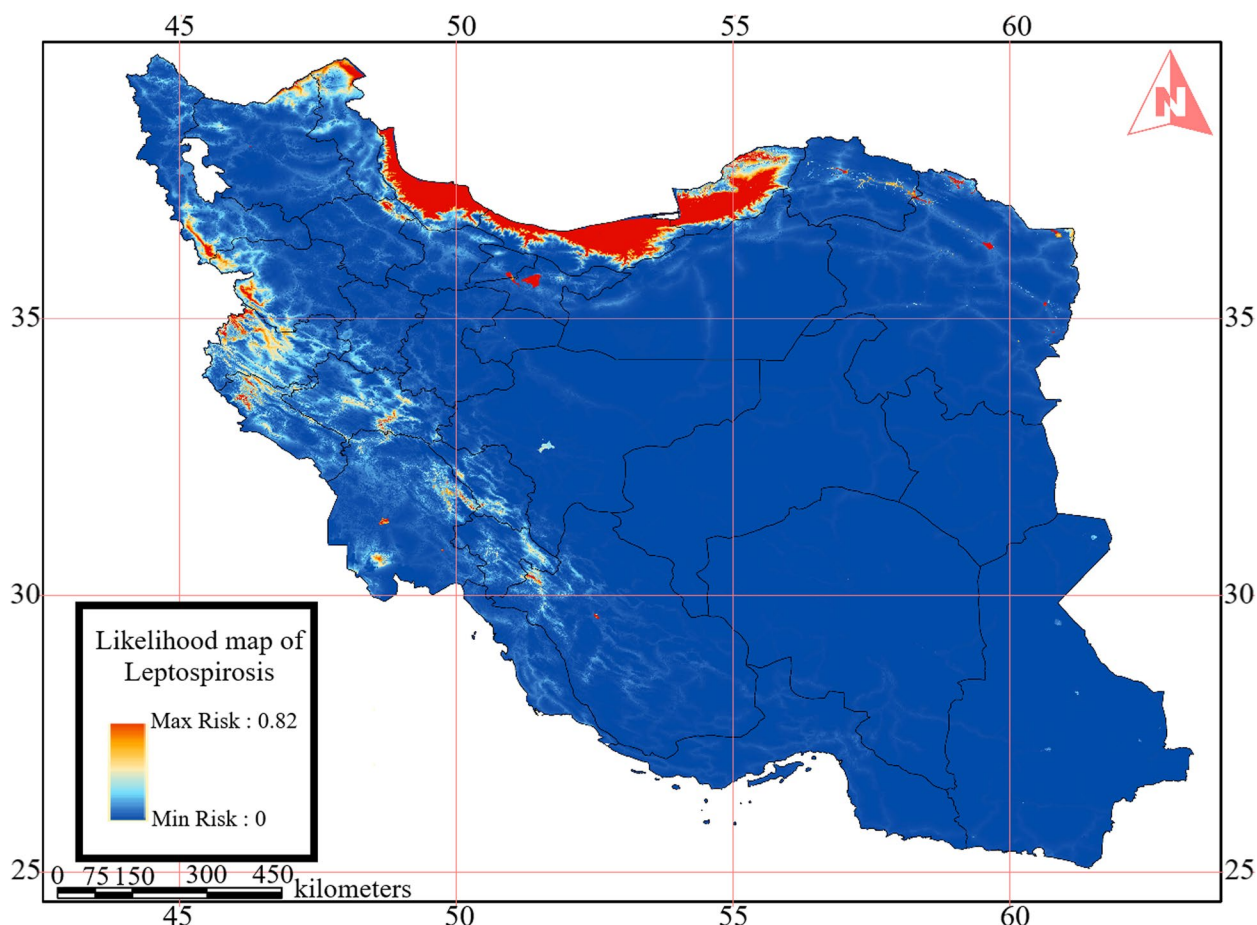 45 50 55 60
N
35 35
30 30
Likelihood map of
Leptospirosis
Max Risk : 0.82
Min Risk : 0
25 25
0 75 150 300 450
kilometers
45 50 55 60